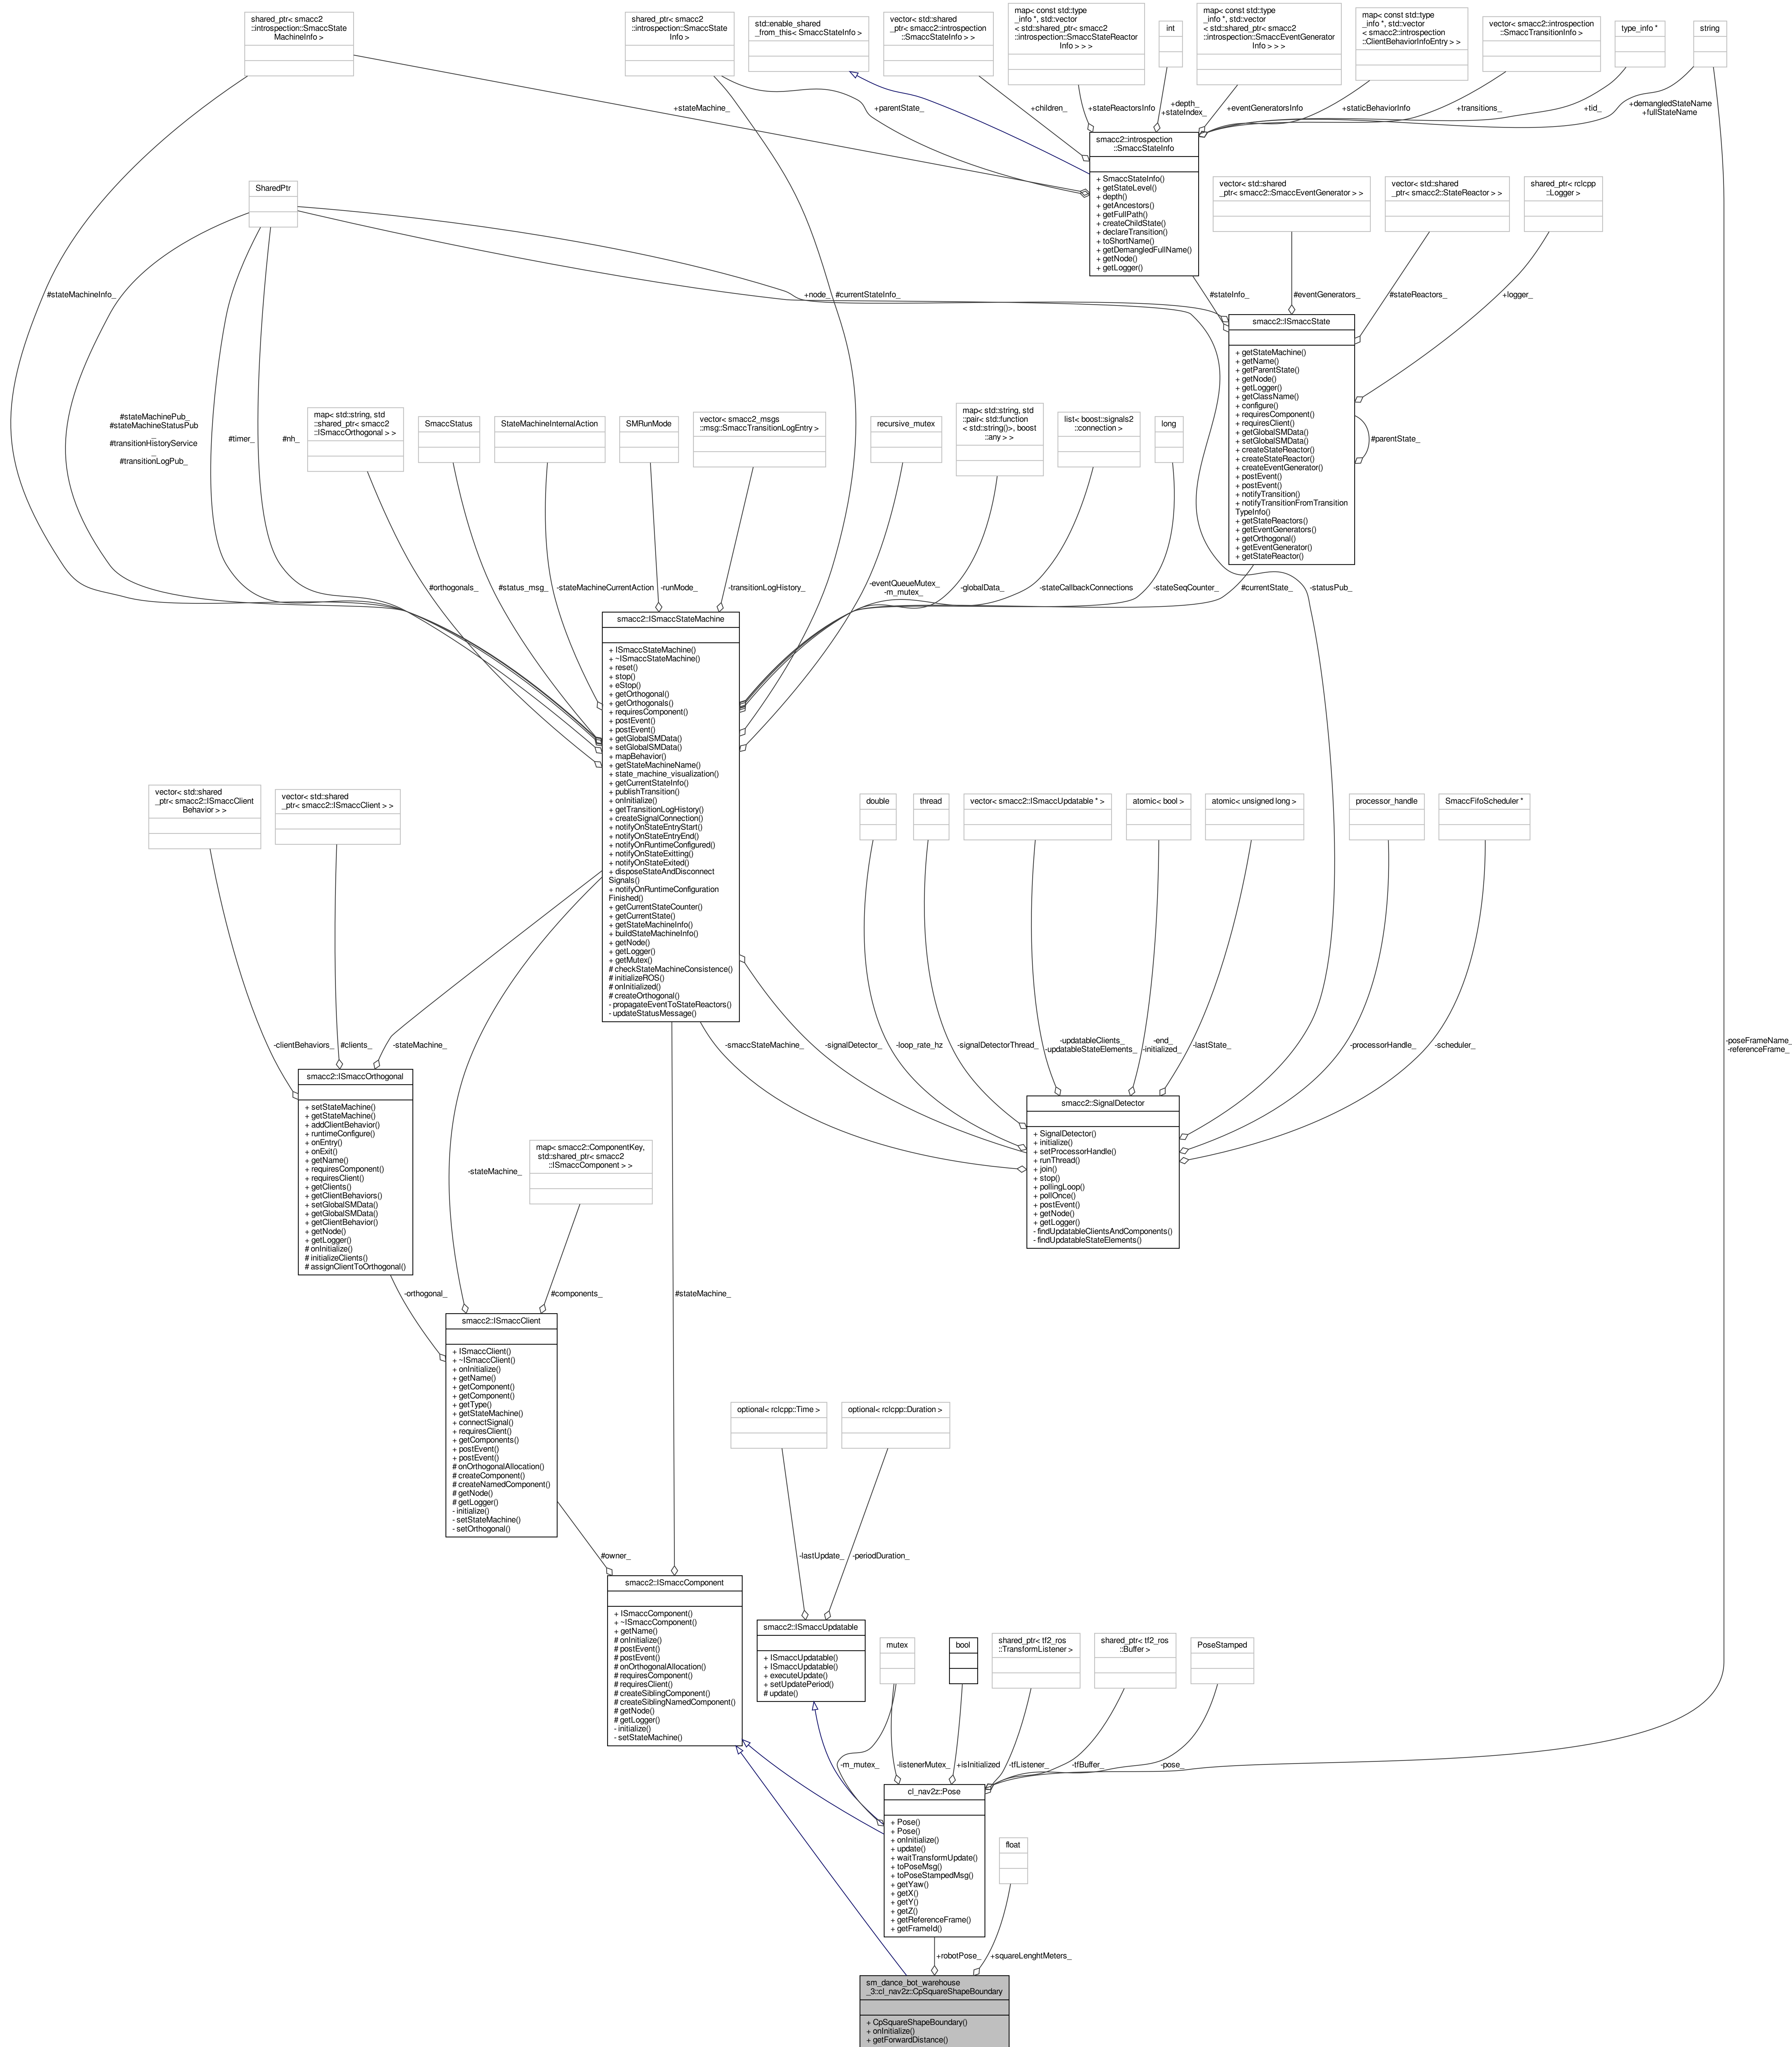 shared_ptr< smacc2
::introspection::SmaccState
MachineInfo >
shared_ptr< smacc2
::introspection::SmaccState
Info >
std::enable_shared
_from_this< SmaccStateInfo >
vector< std::shared
_ptr< smacc2::introspection
::SmaccStateInfo > >
map< const std::type
_info *, std::vector
< std::shared_ptr< smacc2
::introspection::SmaccStateReactor
Info > > >
int
map< const std::type
_info *, std::vector
< std::shared_ptr< smacc2
::introspection::SmaccEventGenerator
Info > > >
map< const std::type
_info *, std::vector
< smacc2::introspection
::ClientBehaviorInfoEntry > >
vector< smacc2::introspection
::SmaccTransitionInfo >
type_info *
string
+stateMachine_
+parentState_
+children_
+stateReactorsInfo
+depth_
+stateIndex_
+eventGeneratorsInfo
+staticBehaviorInfo
+transitions_
+tid_
+demangledStateName
+fullStateName
smacc2::introspection
::SmaccStateInfo
+ SmaccStateInfo()
+ getStateLevel()
+ depth()
+ getAncestors()
+ getFullPath()
+ createChildState()
+ declareTransition()
+ toShortName()
+ getDemangledFullName()
+ getNode()
+ getLogger()
SharedPtr
vector< std::shared
_ptr< smacc2::SmaccEventGenerator > >
vector< std::shared
_ptr< smacc2::StateReactor > >
shared_ptr< rclcpp
::Logger >
#stateMachineInfo_
+node_
#currentStateInfo_
#stateInfo_
#eventGenerators_
#stateReactors_
+logger_
smacc2::ISmaccState
+ getStateMachine()
+ getName()
+ getParentState()
+ getNode()
+ getLogger()
+ getClassName()
+ configure()
+ requiresComponent()
+ requiresClient()
+ getGlobalSMData()
+ setGlobalSMData()
+ createStateReactor()
+ createStateReactor()
+ createEventGenerator()
+ postEvent()
+ postEvent()
+ notifyTransition()
+ notifyTransitionFromTransition
TypeInfo()
+ getStateReactors()
+ getEventGenerators()
+ getOrthogonal()
+ getEventGenerator()
+ getStateReactor()
#parentState_
#stateMachinePub_
#stateMachineStatusPub
_
#transitionHistoryService
_
#transitionLogPub_
#timer_
#nh_
map< std::string, std
::shared_ptr< smacc2
::ISmaccOrthogonal > >
SmaccStatus
StateMachineInternalAction
SMRunMode
vector< smacc2_msgs
::msg::SmaccTransitionLogEntry >
recursive_mutex
map< std::string, std
::pair< std::function
< std::string()>, boost
::any > >
list< boost::signals2
::connection >
long
#orthogonals_
#status_msg_
-stateMachineCurrentAction
-runMode_
-transitionLogHistory_
-eventQueueMutex_
-m_mutex_
-globalData_
-stateCallbackConnections
-stateSeqCounter_
#currentState_
-statusPub_
smacc2::ISmaccStateMachine
+ ISmaccStateMachine()
+ ~ISmaccStateMachine()
+ reset()
+ stop()
+ eStop()
+ getOrthogonal()
+ getOrthogonals()
+ requiresComponent()
+ postEvent()
+ postEvent()
+ getGlobalSMData()
+ setGlobalSMData()
+ mapBehavior()
+ getStateMachineName()
+ state_machine_visualization()
+ getCurrentStateInfo()
+ publishTransition()
+ onInitialize()
+ getTransitionLogHistory()
+ createSignalConnection()
+ notifyOnStateEntryStart()
+ notifyOnStateEntryEnd()
+ notifyOnRuntimeConfigured()
+ notifyOnStateExitting()
+ notifyOnStateExited()
+ disposeStateAndDisconnect
Signals()
+ notifyOnRuntimeConfiguration
Finished()
+ getCurrentStateCounter()
+ getCurrentState()
+ getStateMachineInfo()
+ buildStateMachineInfo()
+ getNode()
+ getLogger()
+ getMutex()
# checkStateMachineConsistence()
# initializeROS()
# onInitialized()
# createOrthogonal()
- propagateEventToStateReactors()
- updateStatusMessage()
vector< std::shared
_ptr< smacc2::ISmaccClient
Behavior > >
vector< std::shared
_ptr< smacc2::ISmaccClient > >
double
thread
vector< smacc2::ISmaccUpdatable * >
atomic< bool >
atomic< unsigned long >
processor_handle
SmaccFifoScheduler *
-clientBehaviors_
#clients_
-stateMachine_
-smaccStateMachine_
-signalDetector_
-loop_rate_hz
-signalDetectorThread_
-updatableClients_
-updatableStateElements_
-end_
-initialized_
-lastState_
-processorHandle_
-scheduler_
-poseFrameName_
-referenceFrame_
smacc2::ISmaccOrthogonal
+ setStateMachine()
+ getStateMachine()
+ addClientBehavior()
+ runtimeConfigure()
+ onEntry()
+ onExit()
+ getName()
+ requiresComponent()
+ requiresClient()
+ getClients()
+ getClientBehaviors()
+ setGlobalSMData()
+ getGlobalSMData()
+ getClientBehavior()
+ getNode()
+ getLogger()
# onInitialize()
# initializeClients()
# assignClientToOrthogonal()
smacc2::SignalDetector
+ SignalDetector()
+ initialize()
+ setProcessorHandle()
+ runThread()
+ join()
+ stop()
+ pollingLoop()
+ pollOnce()
+ postEvent()
+ getNode()
+ getLogger()
- findUpdatableClientsAndComponents()
- findUpdatableStateElements()
-stateMachine_
map< smacc2::ComponentKey,
std::shared_ptr< smacc2
::ISmaccComponent > >
-orthogonal_
#components_
#stateMachine_
smacc2::ISmaccClient
+ ISmaccClient()
+ ~ISmaccClient()
+ onInitialize()
+ getName()
+ getComponent()
+ getComponent()
+ getType()
+ getStateMachine()
+ connectSignal()
+ requiresClient()
+ getComponents()
+ postEvent()
+ postEvent()
# onOrthogonalAllocation()
# createComponent()
# createNamedComponent()
# getNode()
# getLogger()
- initialize()
- setStateMachine()
- setOrthogonal()
optional< rclcpp::Time >
optional< rclcpp::Duration >
#owner_
-lastUpdate_
-periodDuration_
smacc2::ISmaccComponent
+ ISmaccComponent()
+ ~ISmaccComponent()
+ getName()
# onInitialize()
# postEvent()
# postEvent()
# onOrthogonalAllocation()
# requiresComponent()
# requiresClient()
# createSiblingComponent()
# createSiblingNamedComponent()
# getNode()
# getLogger()
- initialize()
- setStateMachine()
smacc2::ISmaccUpdatable
+ ISmaccUpdatable()
+ ISmaccUpdatable()
+ executeUpdate()
+ setUpdatePeriod()
# update()
mutex
bool
shared_ptr< tf2_ros
::TransformListener >
shared_ptr< tf2_ros
::Buffer >
PoseStamped
-m_mutex_
-listenerMutex_
+isInitialized
-tfListener_
-tfBuffer_
-pose_
cl_nav2z::Pose
+ Pose()
+ Pose()
+ onInitialize()
+ update()
+ waitTransformUpdate()
+ toPoseMsg()
+ toPoseStampedMsg()
+ getYaw()
+ getX()
+ getY()
+ getZ()
+ getReferenceFrame()
+ getFrameId()
float
+robotPose_
+squareLenghtMeters_
sm_dance_bot_warehouse
_3::cl_nav2z::CpSquareShapeBoundary
+ CpSquareShapeBoundary()
+ onInitialize()
+ getForwardDistance()